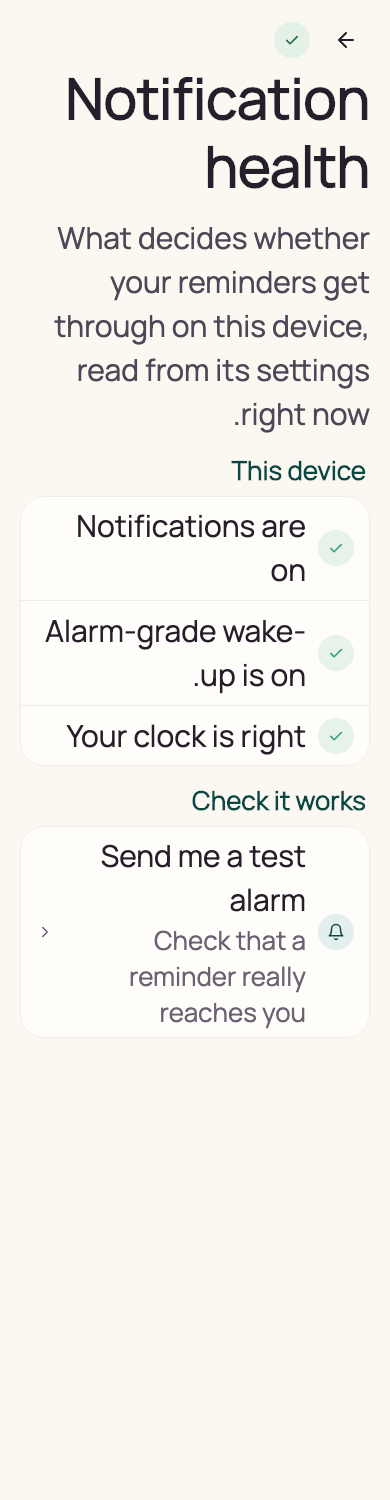 Notification
health
What decides whether
your reminders get
through on this device,
read from its settings
.right now
This device
Notifications are
on
Alarm-grade wake-
.up is on
Your clock is right
Check it works
Send me a test
alarm
Check that a
reminder really
reaches you